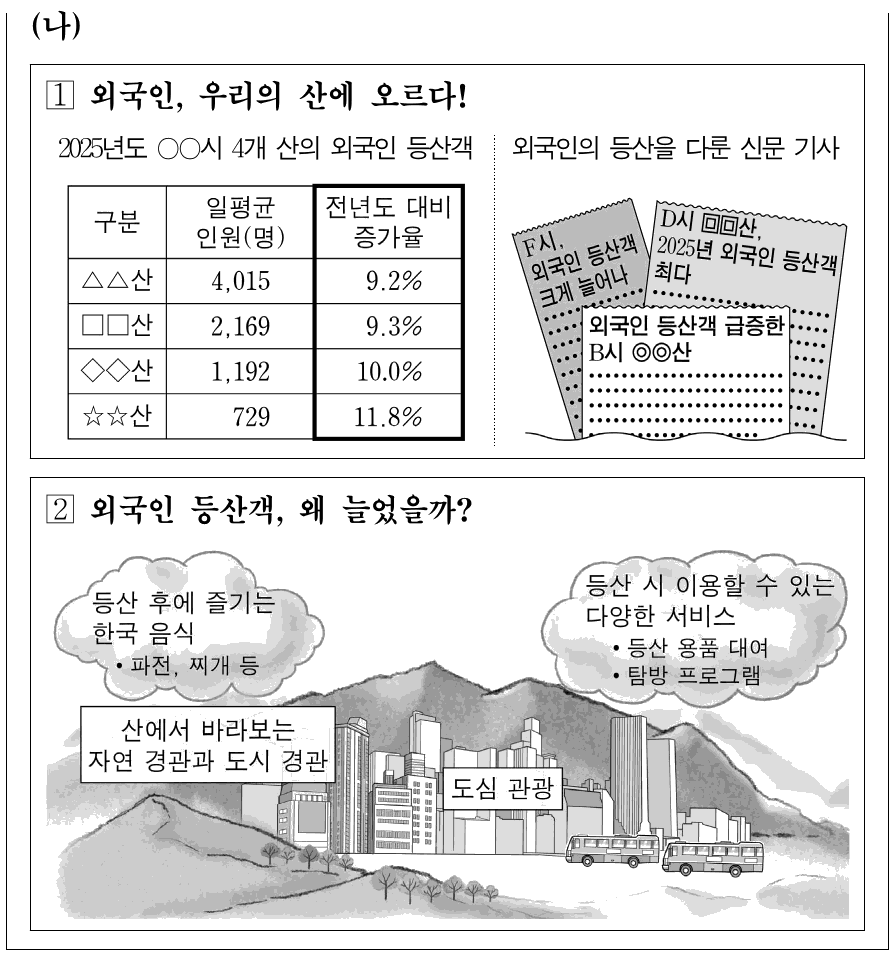 (나)
1 외국인, 우리의 산에 오르다!
2025년도 ○○시 4개 산의 외국인 등산객
구분 일평균 인원(명) 전년도 대비 증가율
△△산 4,015 9.2%
□□산 2,169 9.3%
◇◇산 1,192 10.0%
☆☆산 729 11.8%
외국인의 등산을 다룬 신문 기사
F시,
외국인 등산객
크게 늘어나
D시 回回산,
2025년 외국인 등산객
최다
외국인 등산객 급증한
B시 ◎◎산
2 외국인 등산객, 왜 늘었을까?
등산 후에 즐기는
한국 음식
• 파전, 찌개 등
등산 시 이용할 수 있는
다양한 서비스
• 등산 용품 대여
• 탐방 프로그램
산에서 바라보는
자연 경관과 도시 경관
도심 관광